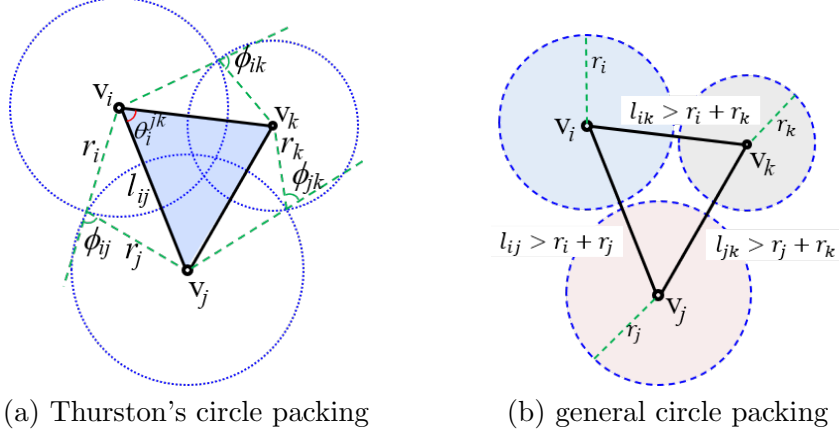 ϕ_ik
v_i
θ_i^jk
v_k
r_i
r_k
l_ij
ϕ_jk
ϕ_ij
r_j
v_j
(a) Thurston's circle packing
r_i
l_ik > r_i + r_k
r_k
v_i
v_k
l_ij > r_i + r_j
l_jk > r_j + r_k
v_j
r_j
(b) general circle packing